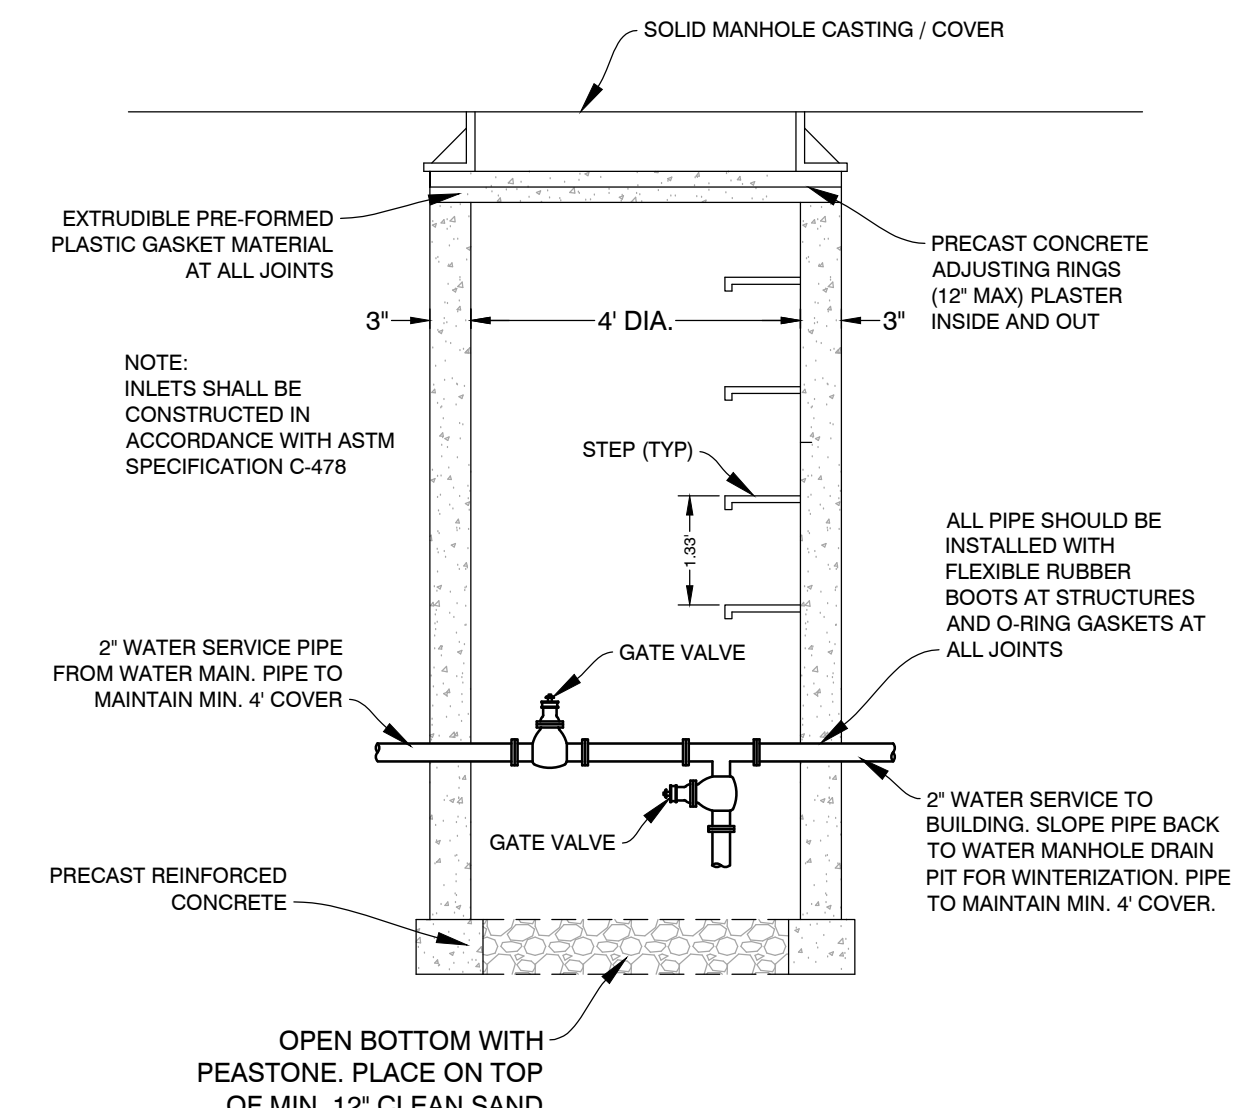 SOLID MANHOLE CASTING / COVER
EXTRUDIBLE PRE-FORMED
PLASTIC GASKET MATERIAL
AT ALL JOINTS
PRECAST CONCRETE
ADJUSTING RINGS
(12" MAX) PLASTER
INSIDE AND OUT
3"
4' DIA.
3"
NOTE:
INLETS SHALL BE
CONSTRUCTED IN
ACCORDANCE WITH ASTM
SPECIFICATION C-478
STEP (TYP)
1.33'
ALL PIPE SHOULD BE
INSTALLED WITH
FLEXIBLE RUBBER
BOOTS AT STRUCTURES
AND O-RING GASKETS AT
ALL JOINTS
2" WATER SERVICE PIPE
FROM WATER MAIN. PIPE TO
MAINTAIN MIN. 4' COVER
GATE VALVE
GATE VALVE
2" WATER SERVICE TO
BUILDING. SLOPE PIPE BACK
TO WATER MANHOLE DRAIN
PIT FOR WINTERIZATION. PIPE
TO MAINTAIN MIN. 4' COVER.
PRECAST REINFORCED
CONCRETE
OPEN BOTTOM WITH
PEASTONE. PLACE ON TOP
OF MIN. 12" CLEAN SAND